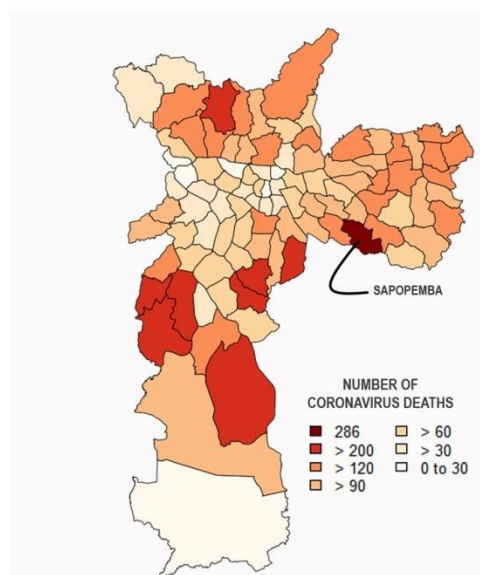 SAPOPEMBA
NUMBER OF
CORONAVIRUS DEATHS
286
> 200
> 120
> 90
> 60
> 30
0 to 30